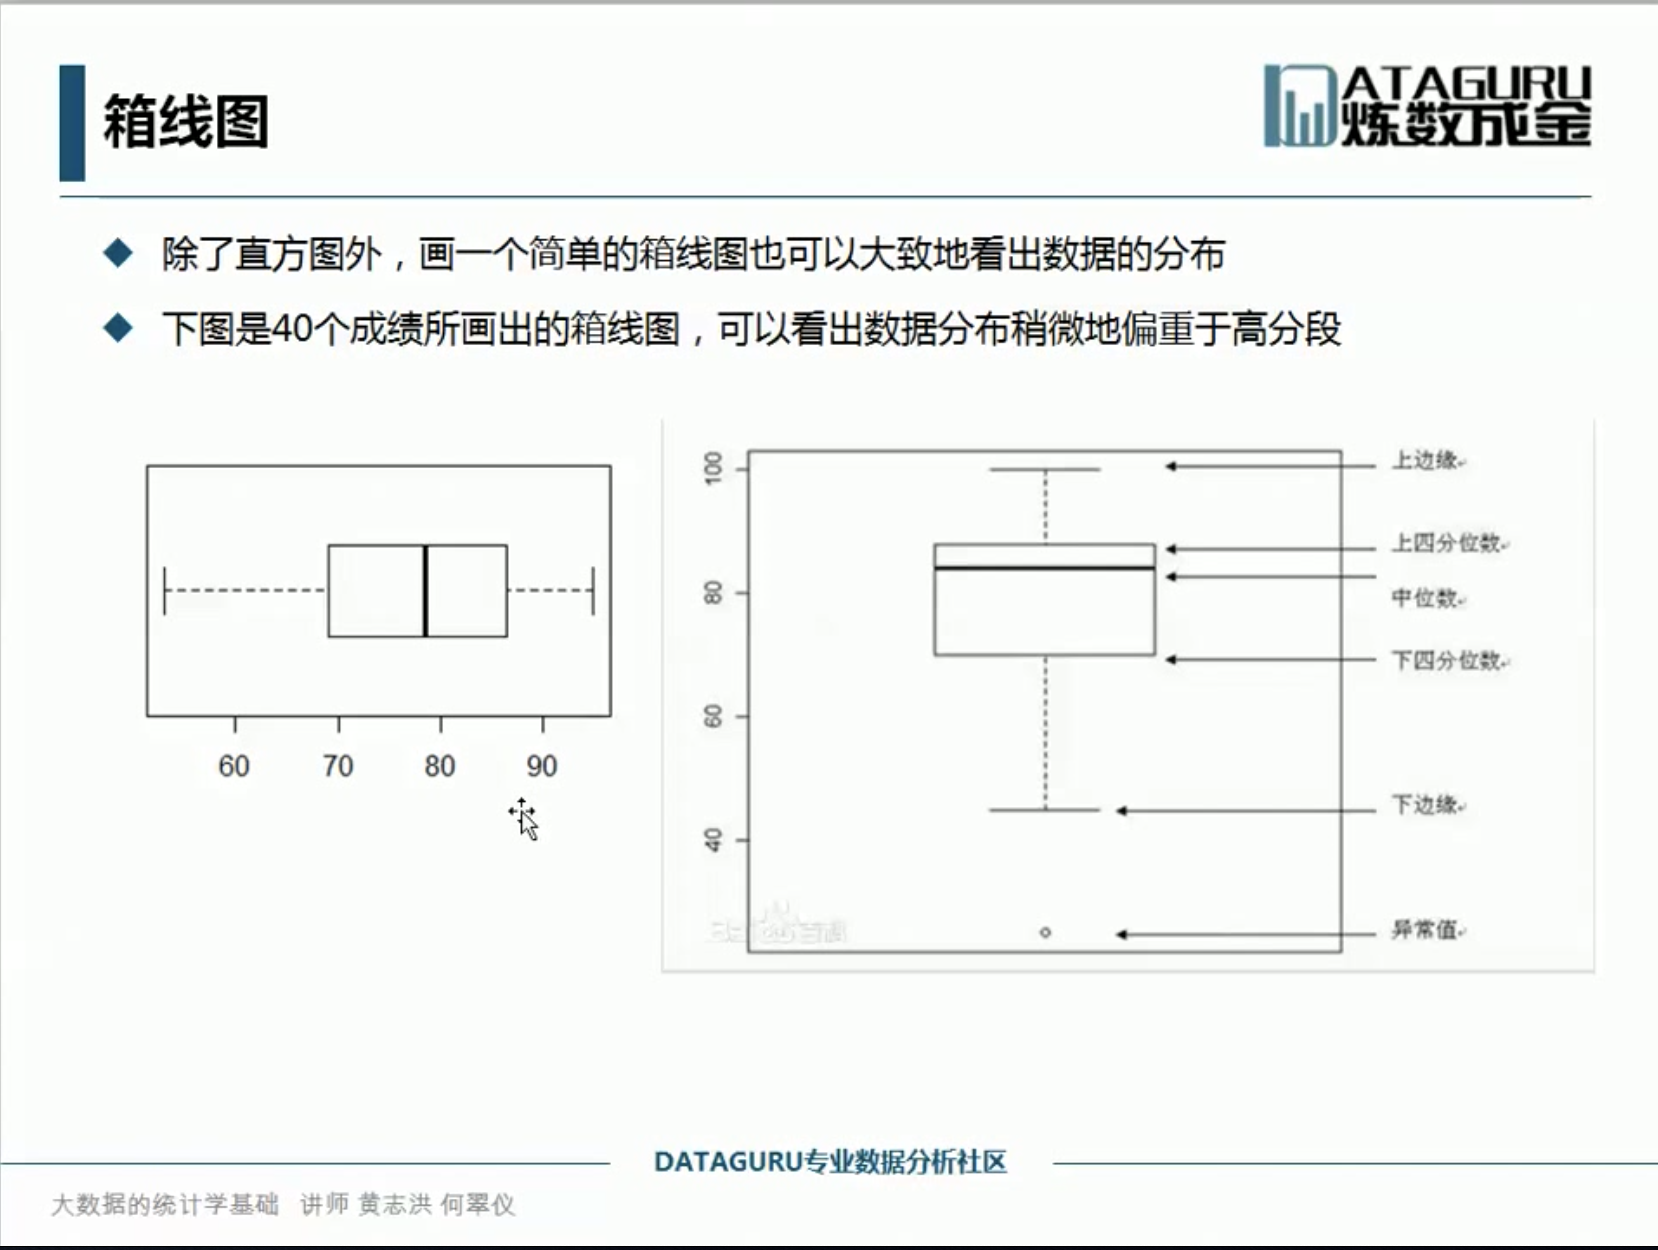 箱线图
ATAGURU
炼数成金
除了直方图外，画一个简单的箱线图也可以大致地看出数据的分布
下图是40个成绩所画出的箱线图，可以看出数据分布稍微地偏重于高分段
60 70 80 90
100
80
60
40
上边缘
上四分位数
中位数
下四分位数
下边缘
异常值
DATAGURU专业数据分析社区
大数据的统计学基础 讲师 黄志洪 何翠仪